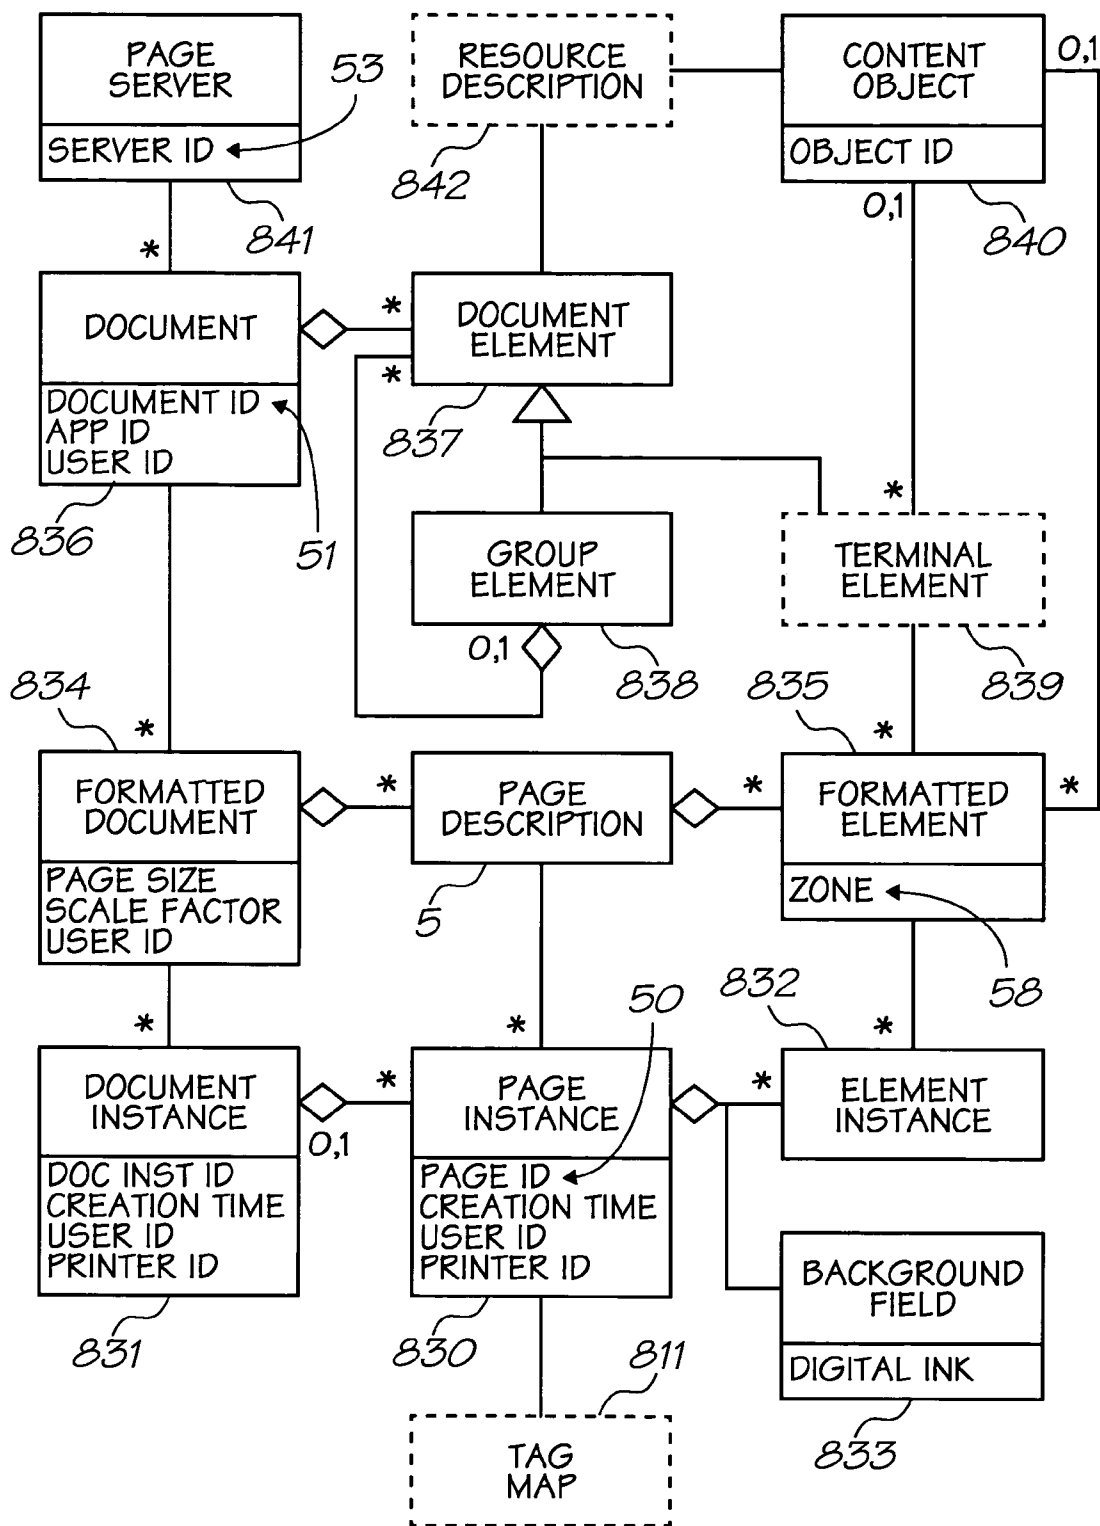 PAGE
SERVER
53
SERVER ID
841
RESOURCE
DESCRIPTION
842
CONTENT
OBJECT
0,1
OBJECT ID
0,1
840
*
DOCUMENT
*
DOCUMENT
ELEMENT
*
DOCUMENT ID
APP ID
USER ID
837
836
51
*
GROUP
ELEMENT
TERMINAL
ELEMENT
0,1
838
839
834
835
*
*
FORMATTED
DOCUMENT
*
PAGE
DESCRIPTION
*
FORMATTED
ELEMENT
*
PAGE SIZE
SCALE FACTOR
USER ID
5
ZONE
58
*
*
50
832
*
DOCUMENT
INSTANCE
*
0,1
PAGE
INSTANCE
*
ELEMENT
INSTANCE
DOC INST ID
CREATION TIME
USER ID
PRINTER ID
PAGE ID
CREATION TIME
USER ID
PRINTER ID
BACKGROUND
FIELD
DIGITAL INK
831
830
811
833
TAG
MAP